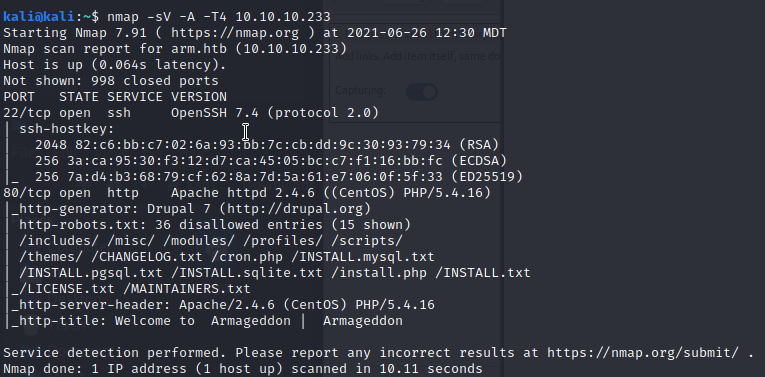 kali@kali:~$ nmap -sV -A -T4 10.10.10.233
Starting Nmap 7.91 ( https://nmap.org ) at 2021-06-26 12:30 MDT
Nmap scan report for arm.htb (10.10.10.233)
Host is up (0.064s latency).
Add links. Add item itself, same do
Not shown: 998 closed ports
Capturing:
PORT   STATE SERVICE VERSION
22/tcp open  ssh     OpenSSH 7.4 (protocol 2.0)
| ssh-hostkey:
|   2048 82:c6:bb:c7:02:6a:93:bb:7c:cb:dd:9c:30:93:79:34 (RSA)
|   256 3a:ca:95:30:f3:12:d7:ca:45:05:bc:c7:f1:16:bb:fc (ECDSA)
|_  256 7a:d4:b3:68:79:cf:62:8a:7d:5a:61:e7:06:0f:5f:33 (ED25519)
80/tcp open  http    Apache httpd 2.4.6 ((CentOS) PHP/5.4.16)
|_http-generator: Drupal 7 (http://drupal.org)
| http-robots.txt: 36 disallowed entries (15 shown)
| /includes/ /misc/ /modules/ /profiles/ /scripts/
| /themes/ /CHANGELOG.txt /cron.php /INSTALL.mysql.txt
| /INSTALL.pgsql.txt /INSTALL.sqlite.txt /install.php /INSTALL.txt
|_/LICENSE.txt /MAINTAINERS.txt
|_http-server-header: Apache/2.4.6 (CentOS) PHP/5.4.16
|_http-title: Welcome to  Armageddon |  Armageddon
Service detection performed. Please report any incorrect results at https://nmap.org/submit/ .
Nmap done: 1 IP address (1 host up) scanned in 10.11 seconds